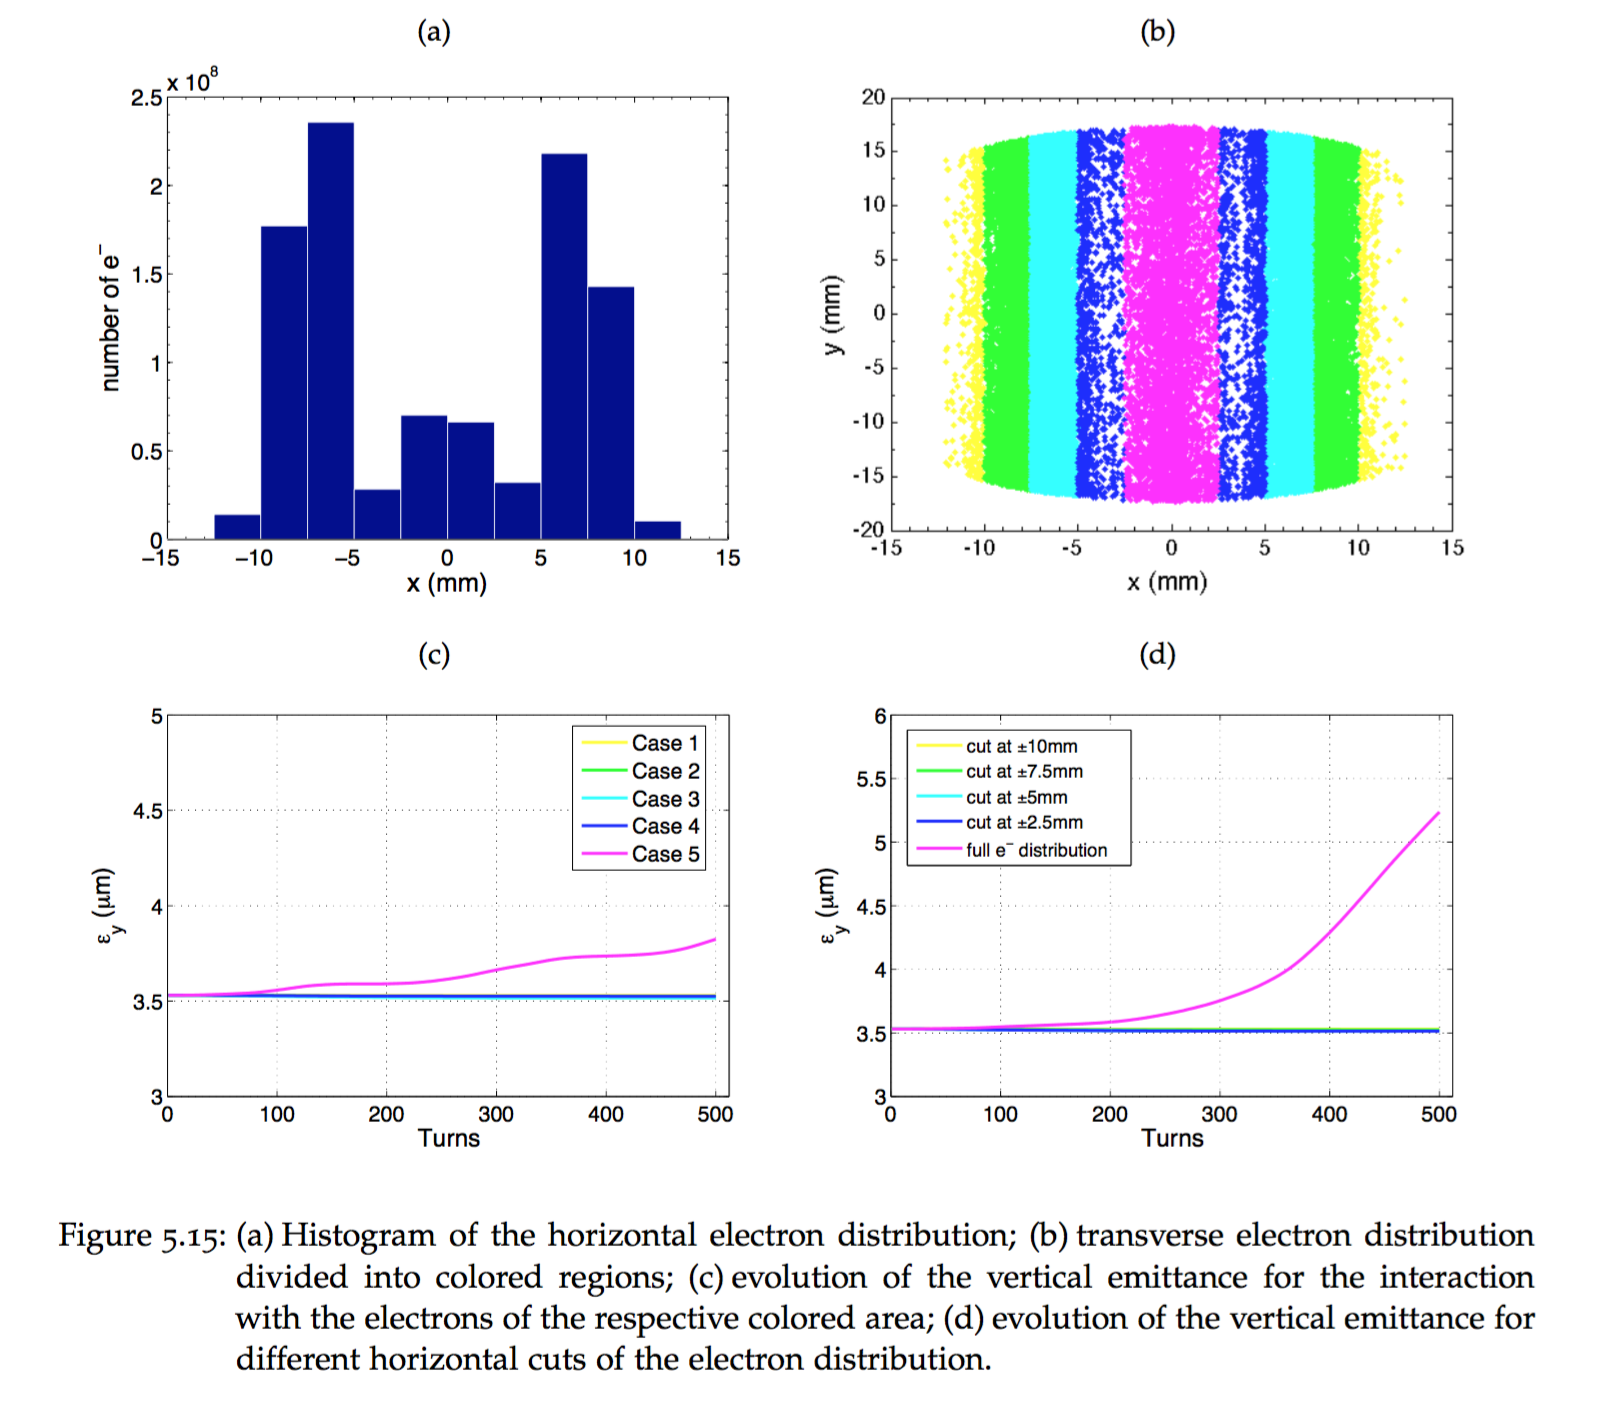 (a)
(b)
x 10⁸
2.5
2
1.5
1
0.5
0
number of e⁻
−15 −10 −5 0 5 10 15
x (mm)
20
15
10
5
0
-5
-10
-15
-20
y (mm)
-15 -10 -5 0 5 10 15
x (mm)
(c)
(d)
5
4.5
4
3.5
3
εy (μm)
Case 1
Case 2
Case 3
Case 4
Case 5
0 100 200 300 400 500
Turns
6
5.5
5
4.5
4
3.5
3
εy (μm)
cut at ±10mm
cut at ±7.5mm
cut at ±5mm
cut at ±2.5mm
full e⁻ distribution
0 100 200 300 400 500
Turns
Figure 5.15: (a) Histogram of the horizontal electron distribution; (b) transverse electron distribution
divided into colored regions; (c) evolution of the vertical emittance for the interaction
with the electrons of the respective colored area; (d) evolution of the vertical emittance for
different horizontal cuts of the electron distribution.